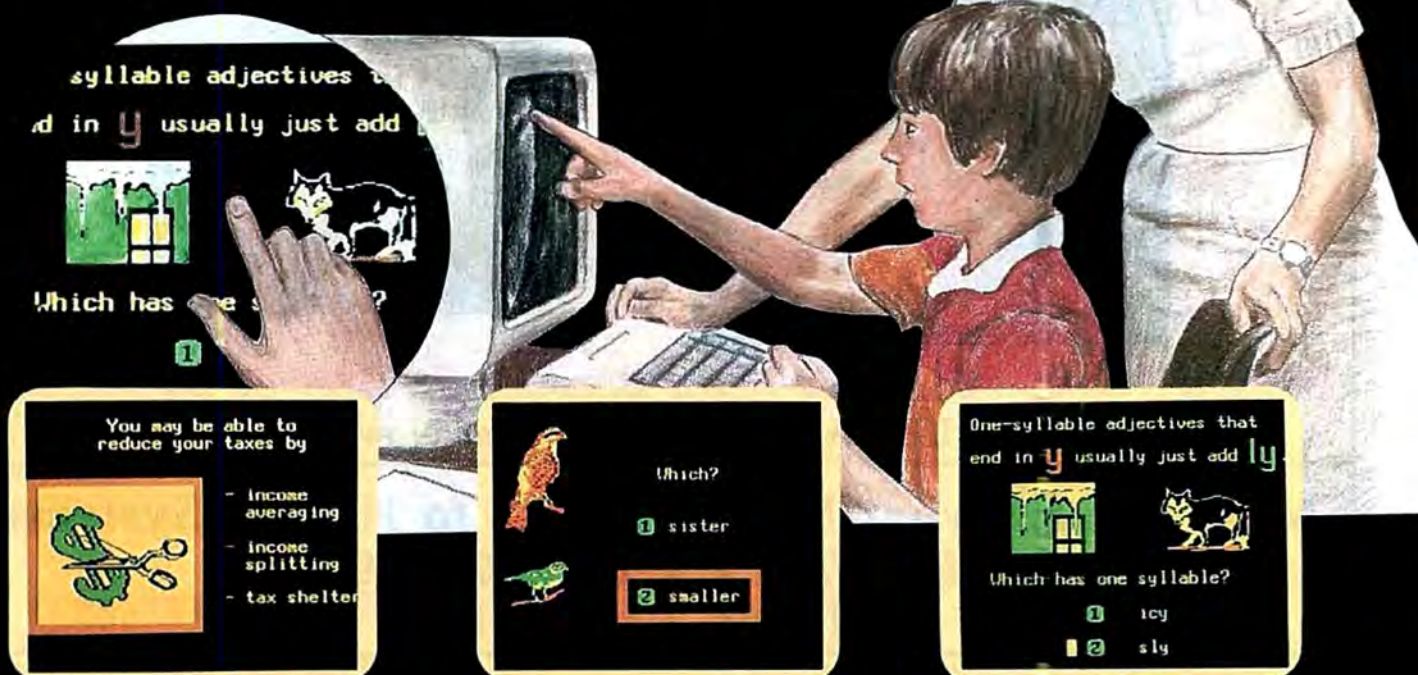 syllable adjectives
d in y usually just add
Which has
1
You may be able to
reduce your taxes by
- income
averaging
- income
splitting
- tax shelter
Which?
1 sister
2 smaller
One-syllable adjectives that
end in y usually just add ly.
Which has one syllable?
1 icy
2 sly